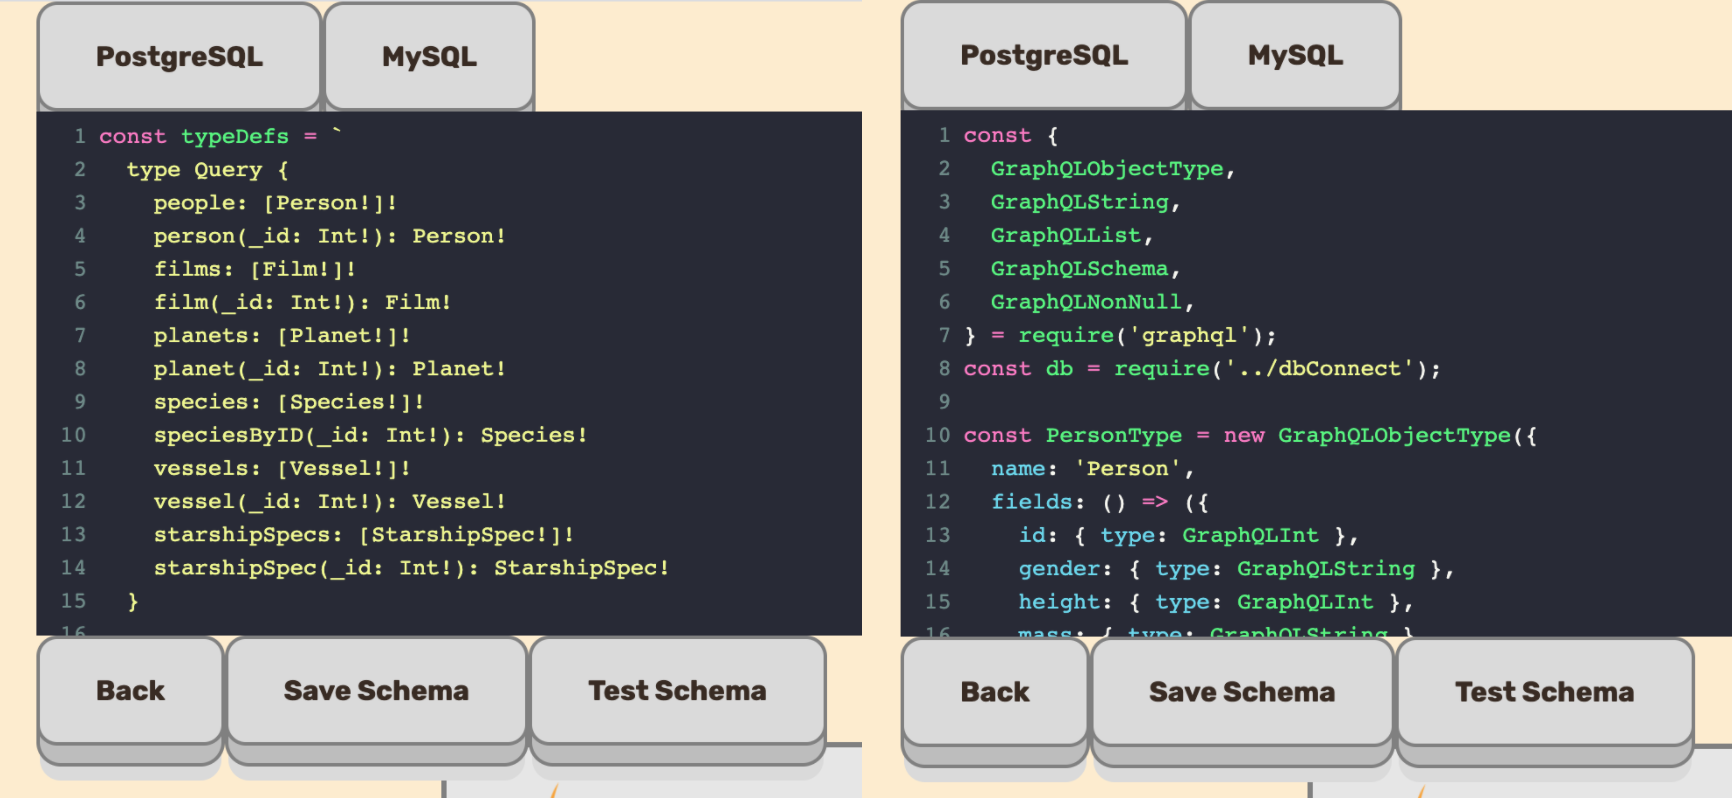 PostgreSQL MySQL
1 const typeDefs = `
2 type Query {
3 people: [Person!]!
4 person(_id: Int!): Person!
5 films: [Film!]!
6 film(_id: Int!): Film!
7 planets: [Planet!]!
8 planet(_id: Int!): Planet!
9 species: [Species!]!
10 speciesByID(_id: Int!): Species!
11 vessels: [Vessel!]!
12 vessel(_id: Int!): Vessel!
13 starshipSpecs: [StarshipSpec!]!
14 starshipSpec(_id: Int!): StarshipSpec!
15 }
16
Back Save Schema Test Schema
PostgreSQL MySQL
1 const {
2 GraphQLObjectType,
3 GraphQLString,
4 GraphQLList,
5 GraphQLSchema,
6 GraphQLNonNull,
7 } = require('graphql');
8 const db = require('../dbConnect');
9
10 const PersonType = new GraphQLObjectType({
11 name: 'Person',
12 fields: () => ({
13 id: { type: GraphQLInt },
14 gender: { type: GraphQLString },
15 height: { type: GraphQLInt },
16 mass: { type: GraphQLString }
Back Save Schema Test Schema